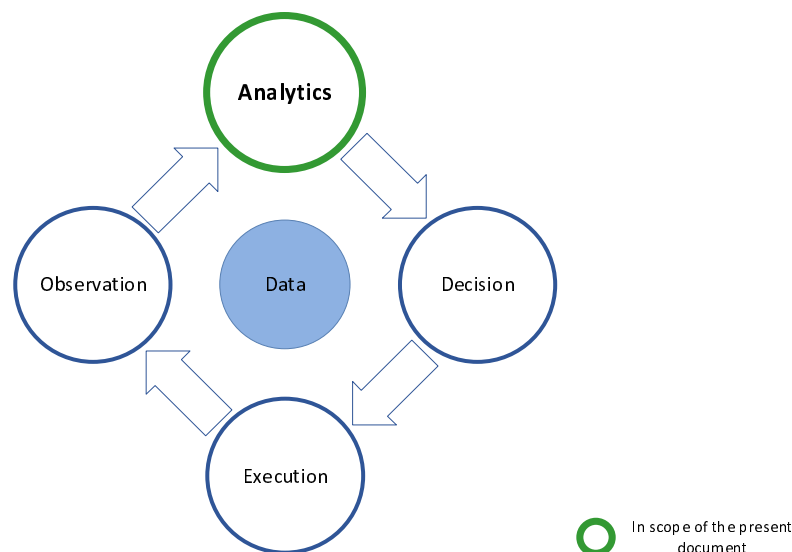 Analytics
Observation
Data
Decision
Execution
In scope of the present
document